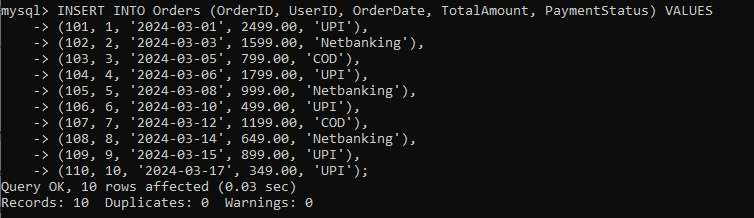 mysql> INSERT INTO Orders (OrderID, UserID, OrderDate, TotalAmount, PaymentStatus) VALUES
    -> (101, 1, '2024-03-01', 2499.00, 'UPI'),
    -> (102, 2, '2024-03-03', 1599.00, 'Netbanking'),
    -> (103, 3, '2024-03-05', 799.00, 'COD'),
    -> (104, 4, '2024-03-06', 1799.00, 'UPI'),
    -> (105, 5, '2024-03-08', 999.00, 'Netbanking'),
    -> (106, 6, '2024-03-10', 499.00, 'UPI'),
    -> (107, 7, '2024-03-12', 1199.00, 'COD'),
    -> (108, 8, '2024-03-14', 649.00, 'Netbanking'),
    -> (109, 9, '2024-03-15', 899.00, 'UPI'),
    -> (110, 10, '2024-03-17', 349.00, 'UPI');
Query OK, 10 rows affected (0.03 sec)
Records: 10  Duplicates: 0  Warnings: 0